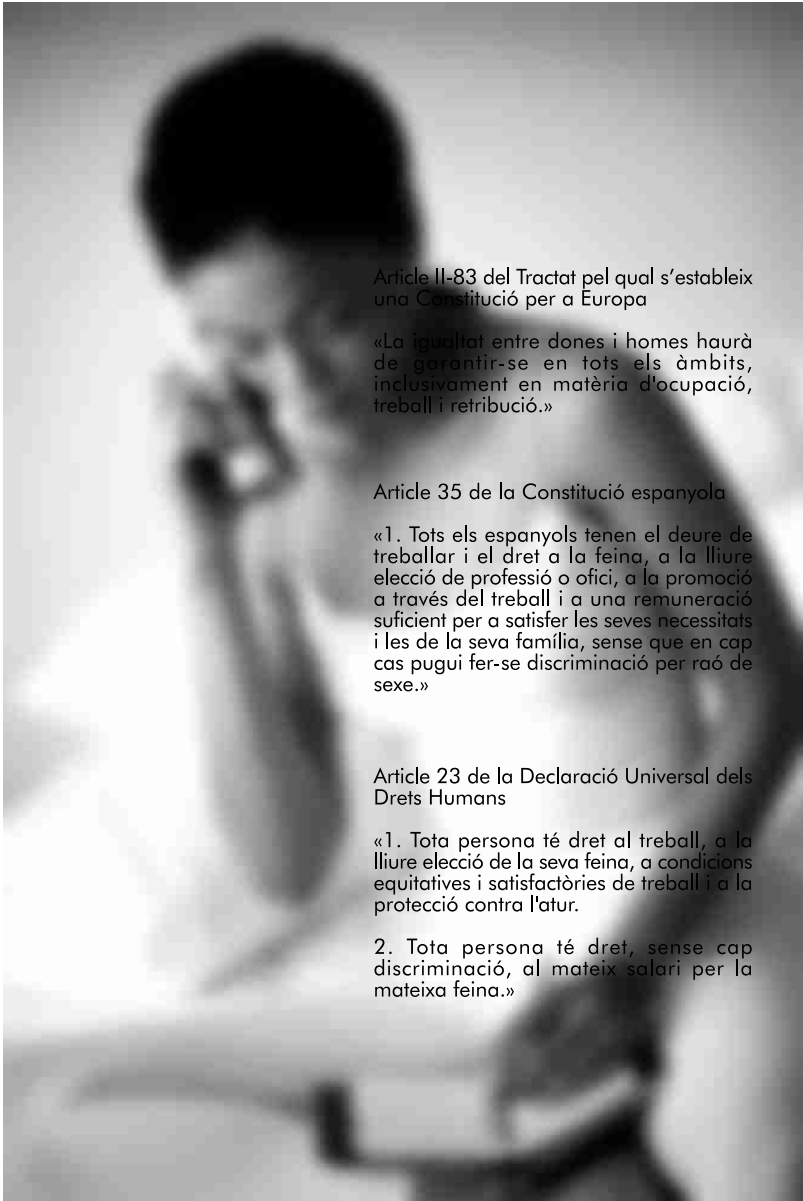 Article II-83 del Tractat pel qual s’estableix
una Constitució per a Europa
«La igualtat entre dones i homes haurà
de garantir-se en tots els àmbits,
inclusivament en matèria d'ocupació,
treball i retribució.»
Article 35 de la Constitució espanyola
«1. Tots els espanyols tenen el deure de
treballar i el dret a la feina, a la lliure
elecció de professió o ofici, a la promoció
a través del treball i a una remuneració
suficient per a satisfer les seves necessitats
i les de la seva família, sense que en cap
cas pugui fer-se discriminació per raó de
sexe.»
Article 23 de la Declaració Universal dels
Drets Humans
«1. Tota persona té dret al treball, a la
lliure elecció de la seva feina, a condicions
equitatives i satisfactòries de treball i a la
protecció contra l'atur.
2. Tota persona té dret, sense cap
discriminació, al mateix salari per la
mateixa feina.»